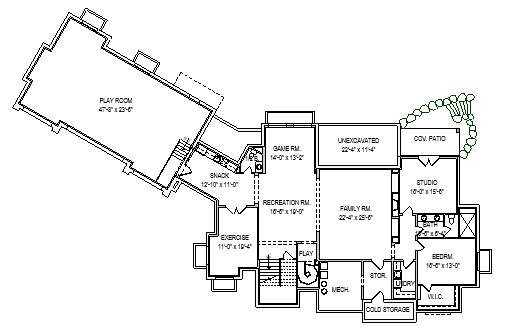 PLAY ROOM
47'-8" x 23'-6"
GAME RM.
14'-0" x 13'-2"
UNEXCAVATED
22'-4" x 11'-4"
COV. PATIO
SNACK
12'-10" x 11'-0"
STUDIO
16'-0" x 15'-6"
RECREATION RM.
16'-6" x 19'-0"
FAMILY RM.
22'-4" x 25'-6"
BATH
EXERCISE
11'-0" x 19'-4"
PLAY
BEDRM.
16'-6" x 13'-0"
MECH.
STOR.
W.I.C.
COLD STORAGE